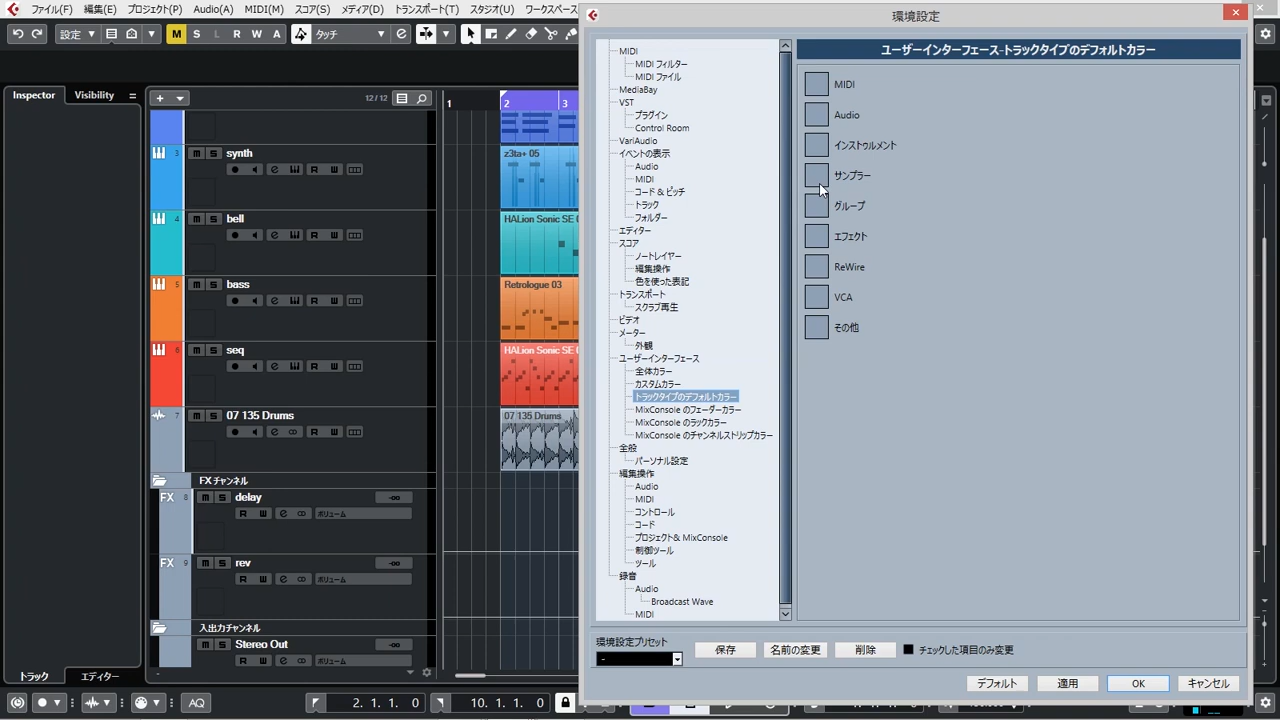 ファイル(F) 編集(E) プロジェクト(P) Audio(A) MIDI(M) スコア(S) メディア(D) トランスポート(T) スタジオ(U) ワークスペース
環境設定
設定
M S L R W A タッチ
Inspector Visibility
12/12
1 2 3
3 synth
m S
R W
z3ta+ 05
4 bell
m S
R W
HALion Sonic SE
5 bass
m S
R W
Retrologue 03
6 seq
m S
R W
HALion Sonic SE
7 07 135 Drums
m S
R W
07 135 Drums
FX チャンネル
FX 8 m S delay -∞
R W ボリューム
FX 9 m S rev -∞
R W ボリューム
入出力チャンネル
m S Stereo Out -∞
R W ボリューム
トラック エディター
AQ
2. 1. 1. 0
10. 1. 1. 0
MIDI
MIDI フィルター
MIDI ファイル
MediaBay
VST
プラグイン
Control Room
VariAudio
イベントの表示
Audio
MIDI
コード & ピッチ
トラック
フォルダー
エディター
スコア
ノートレイヤー
編集操作
色を使った表記
トランスポート
スクラブ再生
ビデオ
メーター
外観
ユーザーインターフェース
全体カラー
カスタムカラー
トラックタイプのデフォルトカラー
MixConsole のフェーダーカラー
MixConsole のラックカラー
MixConsole のチャンネルストリップカラー
全般
パーソナル設定
編集操作
Audio
MIDI
コントロール
コード
プロジェクト& MixConsole
制御ツール
ツール
録音
Audio
Broadcast Wave
MIDI
ユーザーインターフェース-トラックタイプのデフォルトカラー
MIDI
Audio
インストゥルメント
サンプラー
グループ
エフェクト
ReWire
VCA
その他
環境設定プリセット
-
保存 名前の変更 削除 チェックした項目のみ変更
デフォルト 適用 OK キャンセル